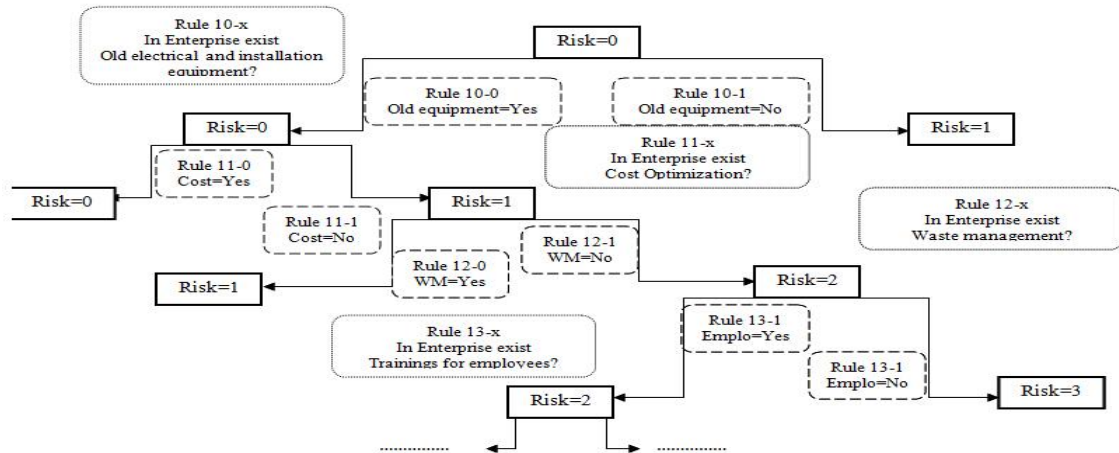 Rule 10-x
In Enterprise exist
Old electrical and installation
equipment?
Risk=0
Rule 10-0
Old equipment=Yes
Rule 10-1
Old equipment=No
Risk=0
Risk=1
Rule 11-x
In Enterprise exist
Cost Optimization?
Rule 11-0
Cost=Yes
Risk=0
Rule 11-1
Cost=No
Risk=1
Rule 12-x
In Enterprise exist
Waste management?
Rule 12-0
WM=Yes
Rule 12-1
WM=No
Risk=1
Risk=2
Rule 13-x
In Enterprise exist
Trainings for employees?
Rule 13-1
Emplo=Yes
Rule 13-1
Emplo=No
Risk=2
Risk=3